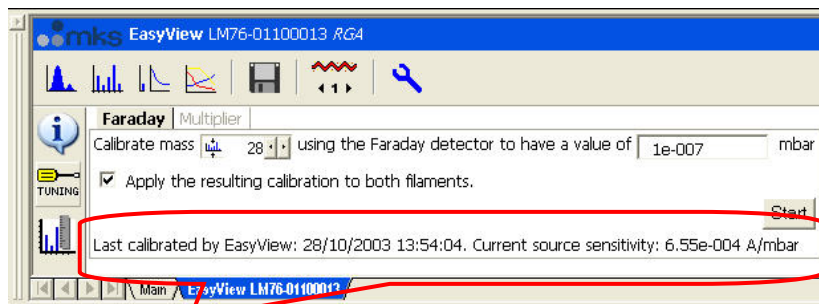 mks EasyView LM76-01100013 RGA
1
Faraday Multiplier
Calibrate mass 28 using the Faraday detector to have a value of 1e-007 mbar
TUNING
Apply the resulting calibration to both filaments.
Start
Last calibrated by EasyView: 28/10/2003 13:54:04. Current source sensitivity: 6.55e-004 A/mbar
Main EasyView LM76-01100013